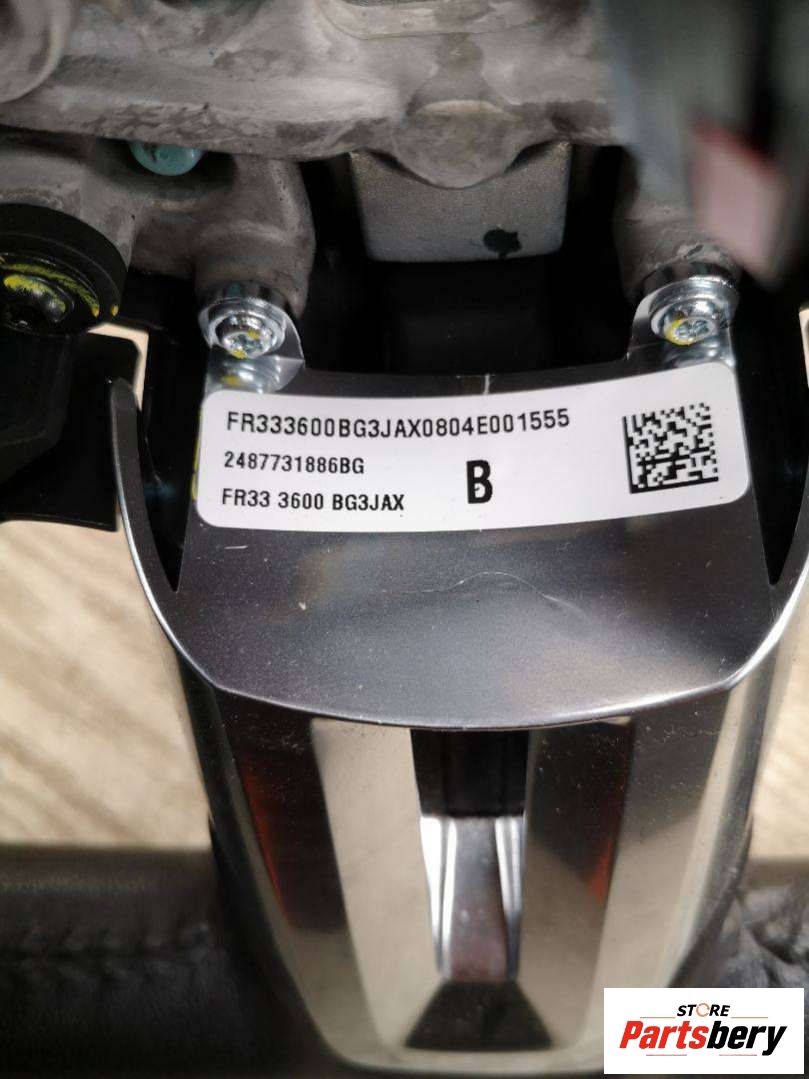 FR333600BG3JAX0804E001555
2487731886BG
B
FR33 3600 BG3JAX
STORE
Partsbery